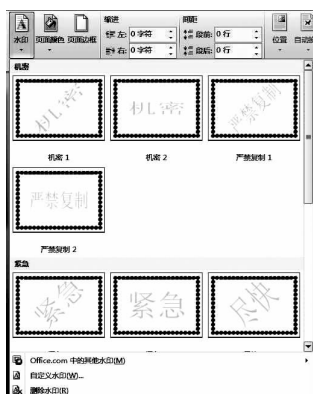 缩进 间距
水印 页面颜色 页面边框 左: 0 字符 段前: 0 行 位置 自动
右: 0 字符 段后: 0 行
机密
机密 机密 严禁复制
机密 1 机密 2 严禁复制 1
严禁复制
严禁复制 2
紧急
紧急 紧急 尽快
Office.com 中的其他水印(M)
自定义水印(W)...
删除水印(R)